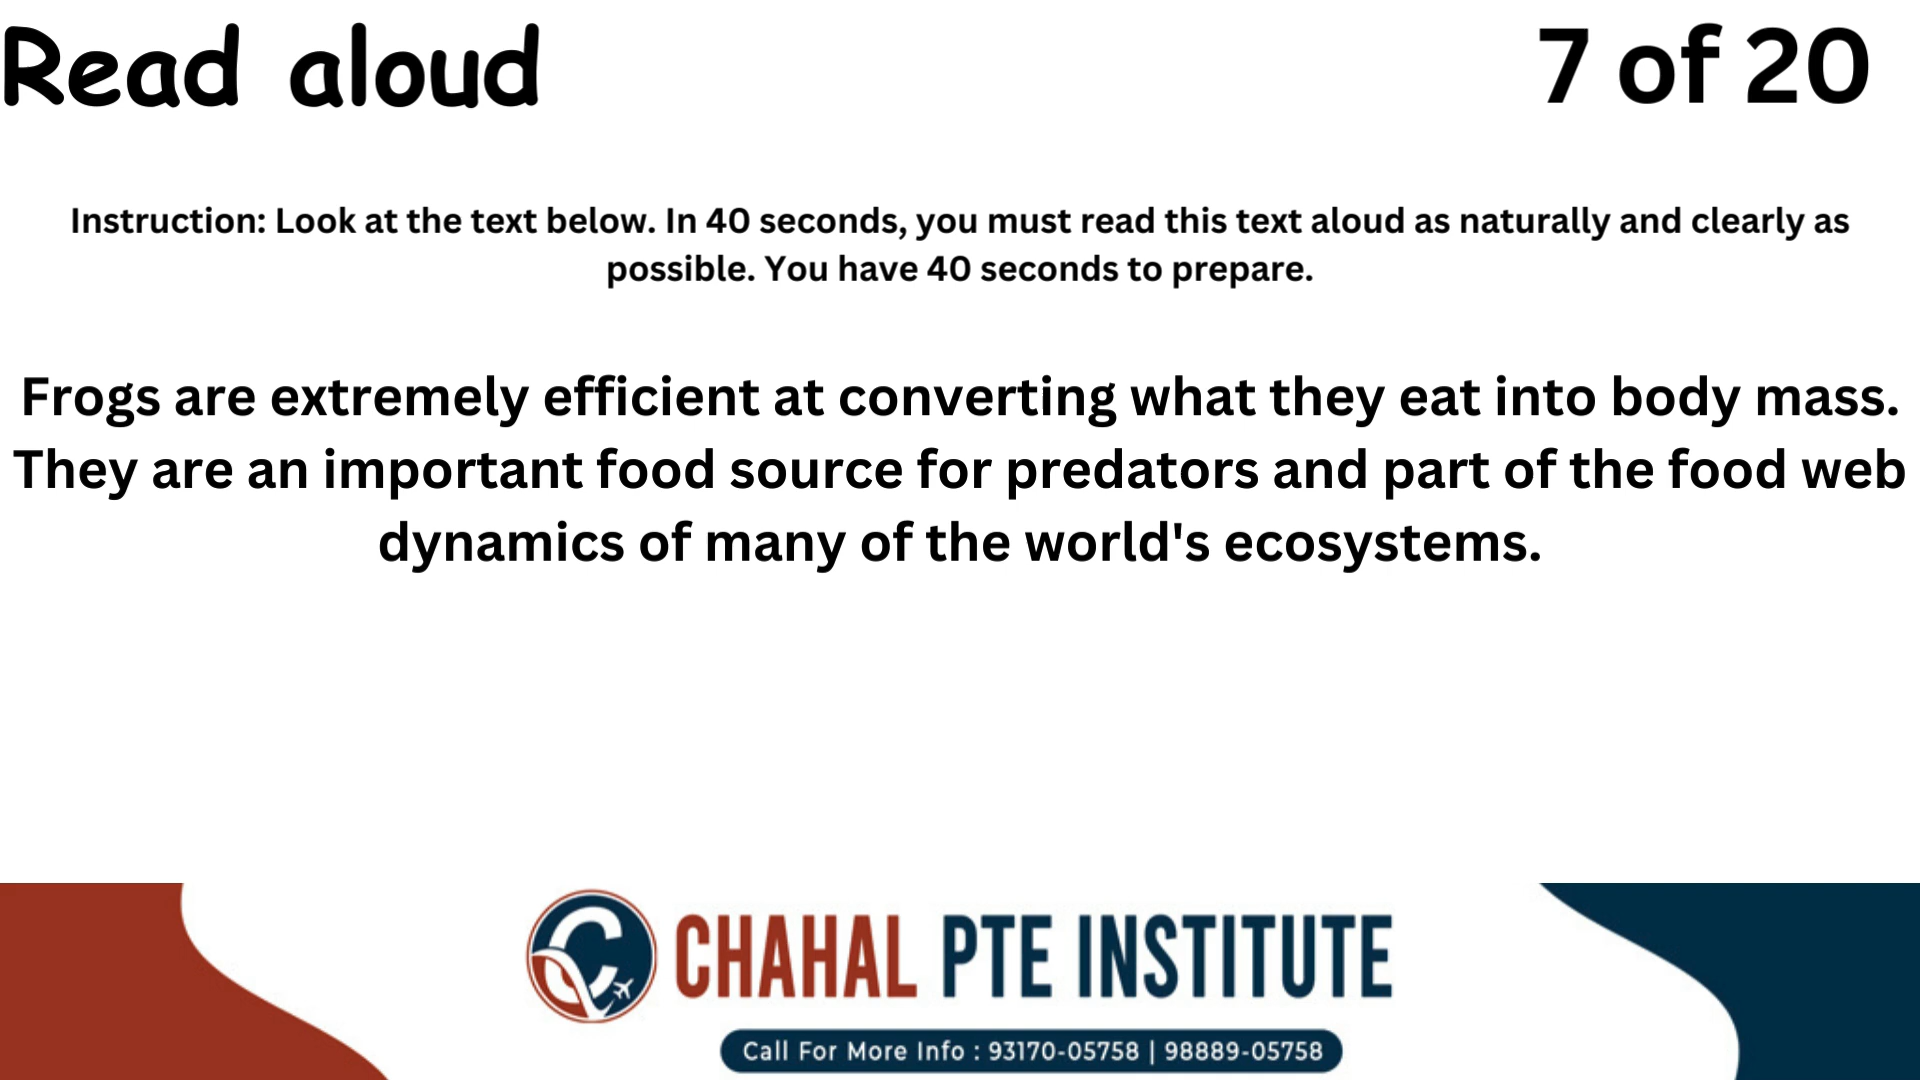 Read aloud
7 of 20
Instruction: Look at the text below. In 40 seconds, you must read this text aloud as naturally and clearly as
possible. You have 40 seconds to prepare.
Frogs are extremely efficient at converting what they eat into body mass.
They are an important food source for predators and part of the food web
dynamics of many of the world's ecosystems.
CHAHAL PTE INSTITUTE
Call For More Info : 93170-05758 | 98889-05758